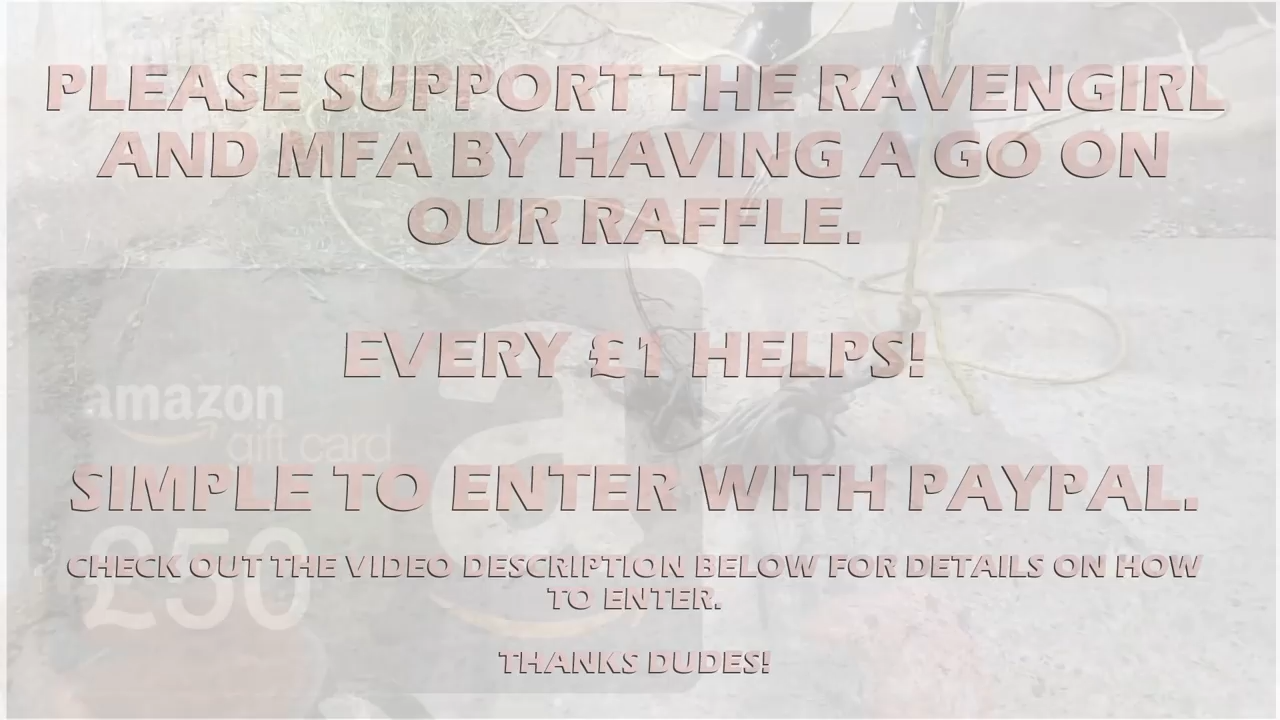 PLEASE SUPPORT THE RAVENGIRL
AND MFA BY HAVING A GO ON
OUR RAFFLE.
EVERY £1 HELPS!
amazon
gift card
a
SIMPLE TO ENTER WITH PAYPAL.
£50
CHECK OUT THE VIDEO DESCRIPTION BELOW FOR DETAILS ON HOW
TO ENTER.
THANKS DUDES!